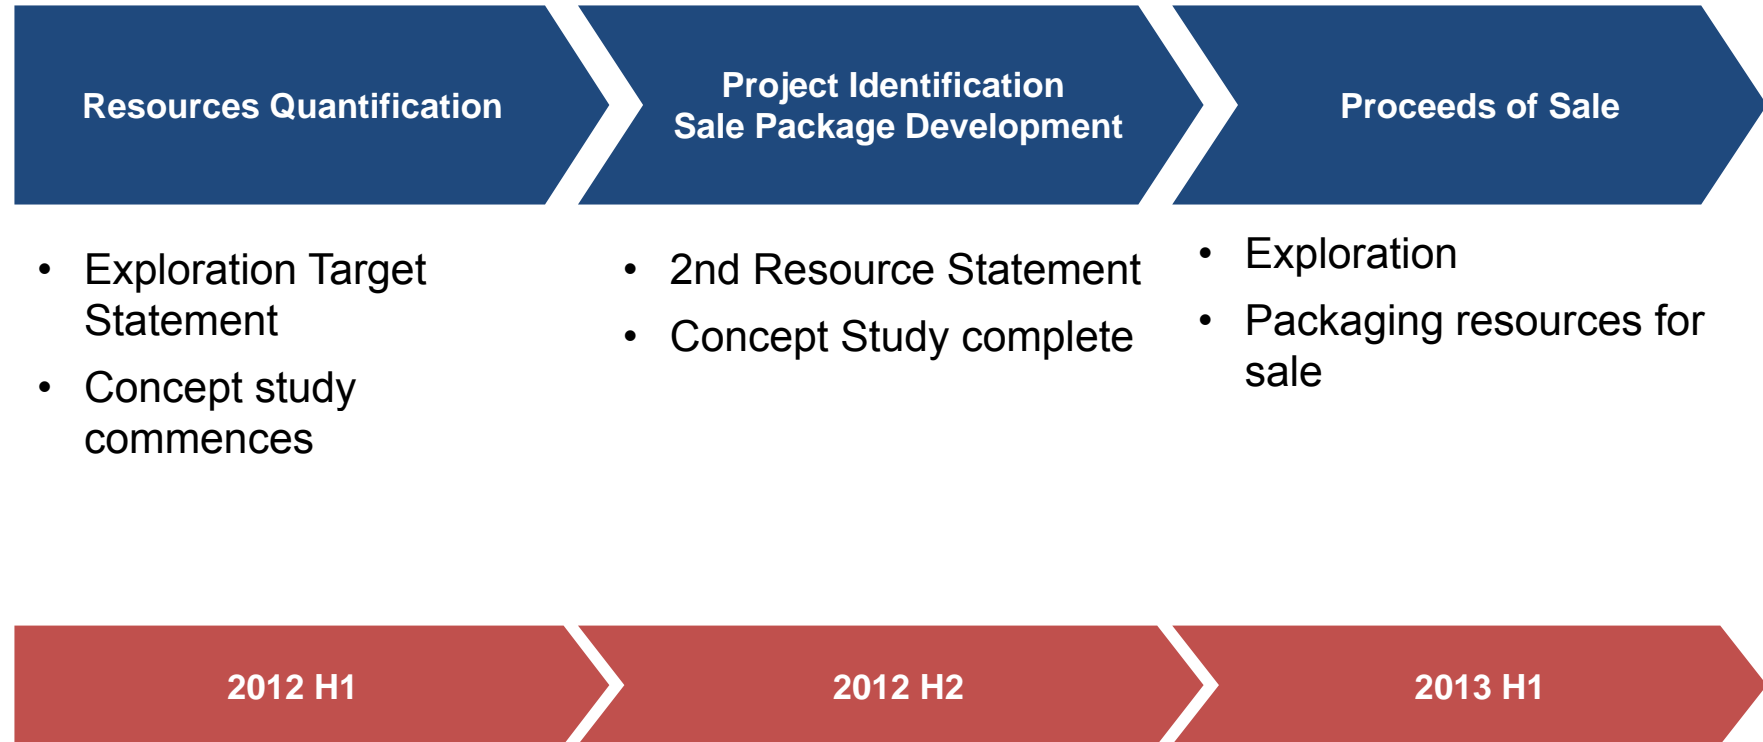 Resources Quantification
Project Identification
Sale Package Development
Proceeds of Sale
• Exploration Target
Statement
• Concept study
commences
• 2nd Resource Statement
• Concept Study complete
• Exploration
• Packaging resources for
sale
2012 H1
2012 H2
2013 H1